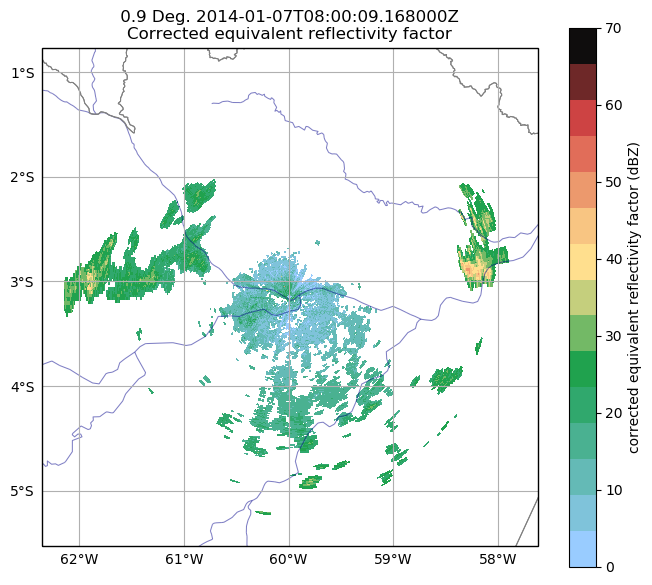 0.9 Deg. 2014-01-07T08:00:09.168000Z
Corrected equivalent reflectivity factor
1°S
2°S
3°S
4°S
5°S
62°W 61°W 60°W 59°W 58°W
70
60
50
40
30
20
10
0
corrected equivalent reflectivity factor (dBZ)